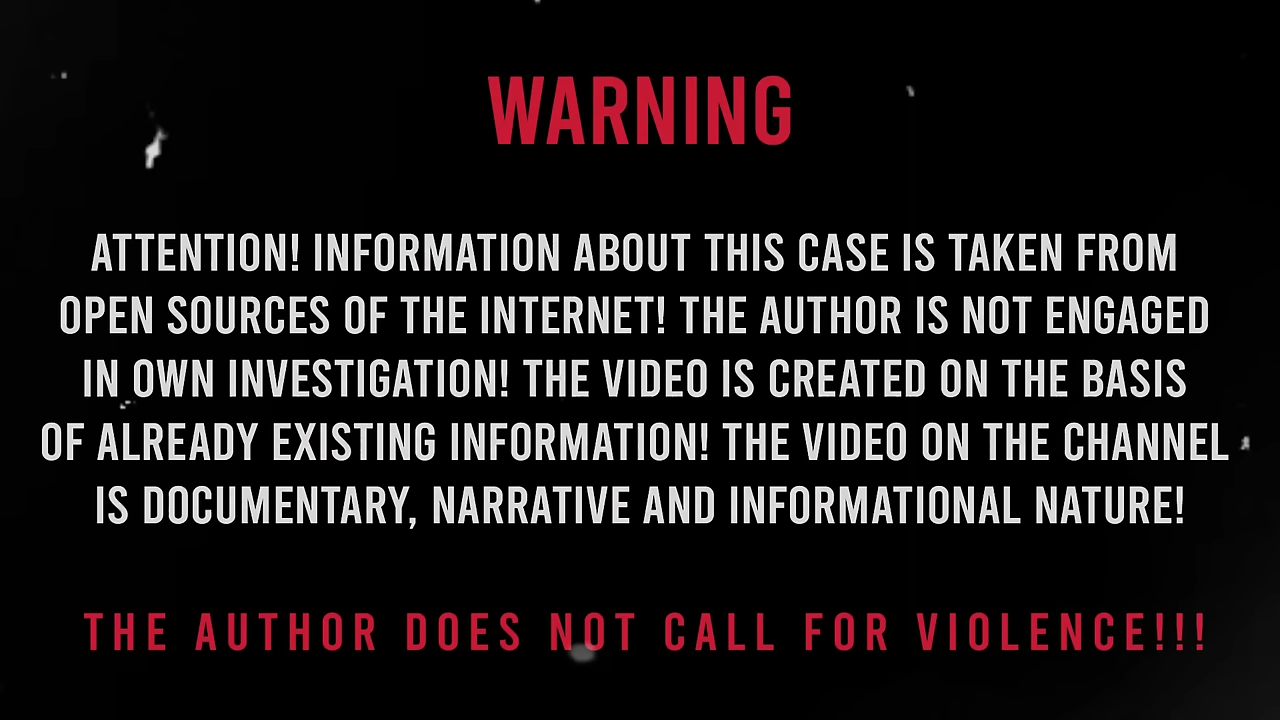 WARNING
ATTENTION! INFORMATION ABOUT THIS CASE IS TAKEN FROM
OPEN SOURCES OF THE INTERNET! THE AUTHOR IS NOT ENGAGED
IN OWN INVESTIGATION! THE VIDEO IS CREATED ON THE BASIS
OF ALREADY EXISTING INFORMATION! THE VIDEO ON THE CHANNEL
IS DOCUMENTARY, NARRATIVE AND INFORMATIONAL NATURE!
THE AUTHOR DOES NOT CALL FOR VIOLENCE!!!